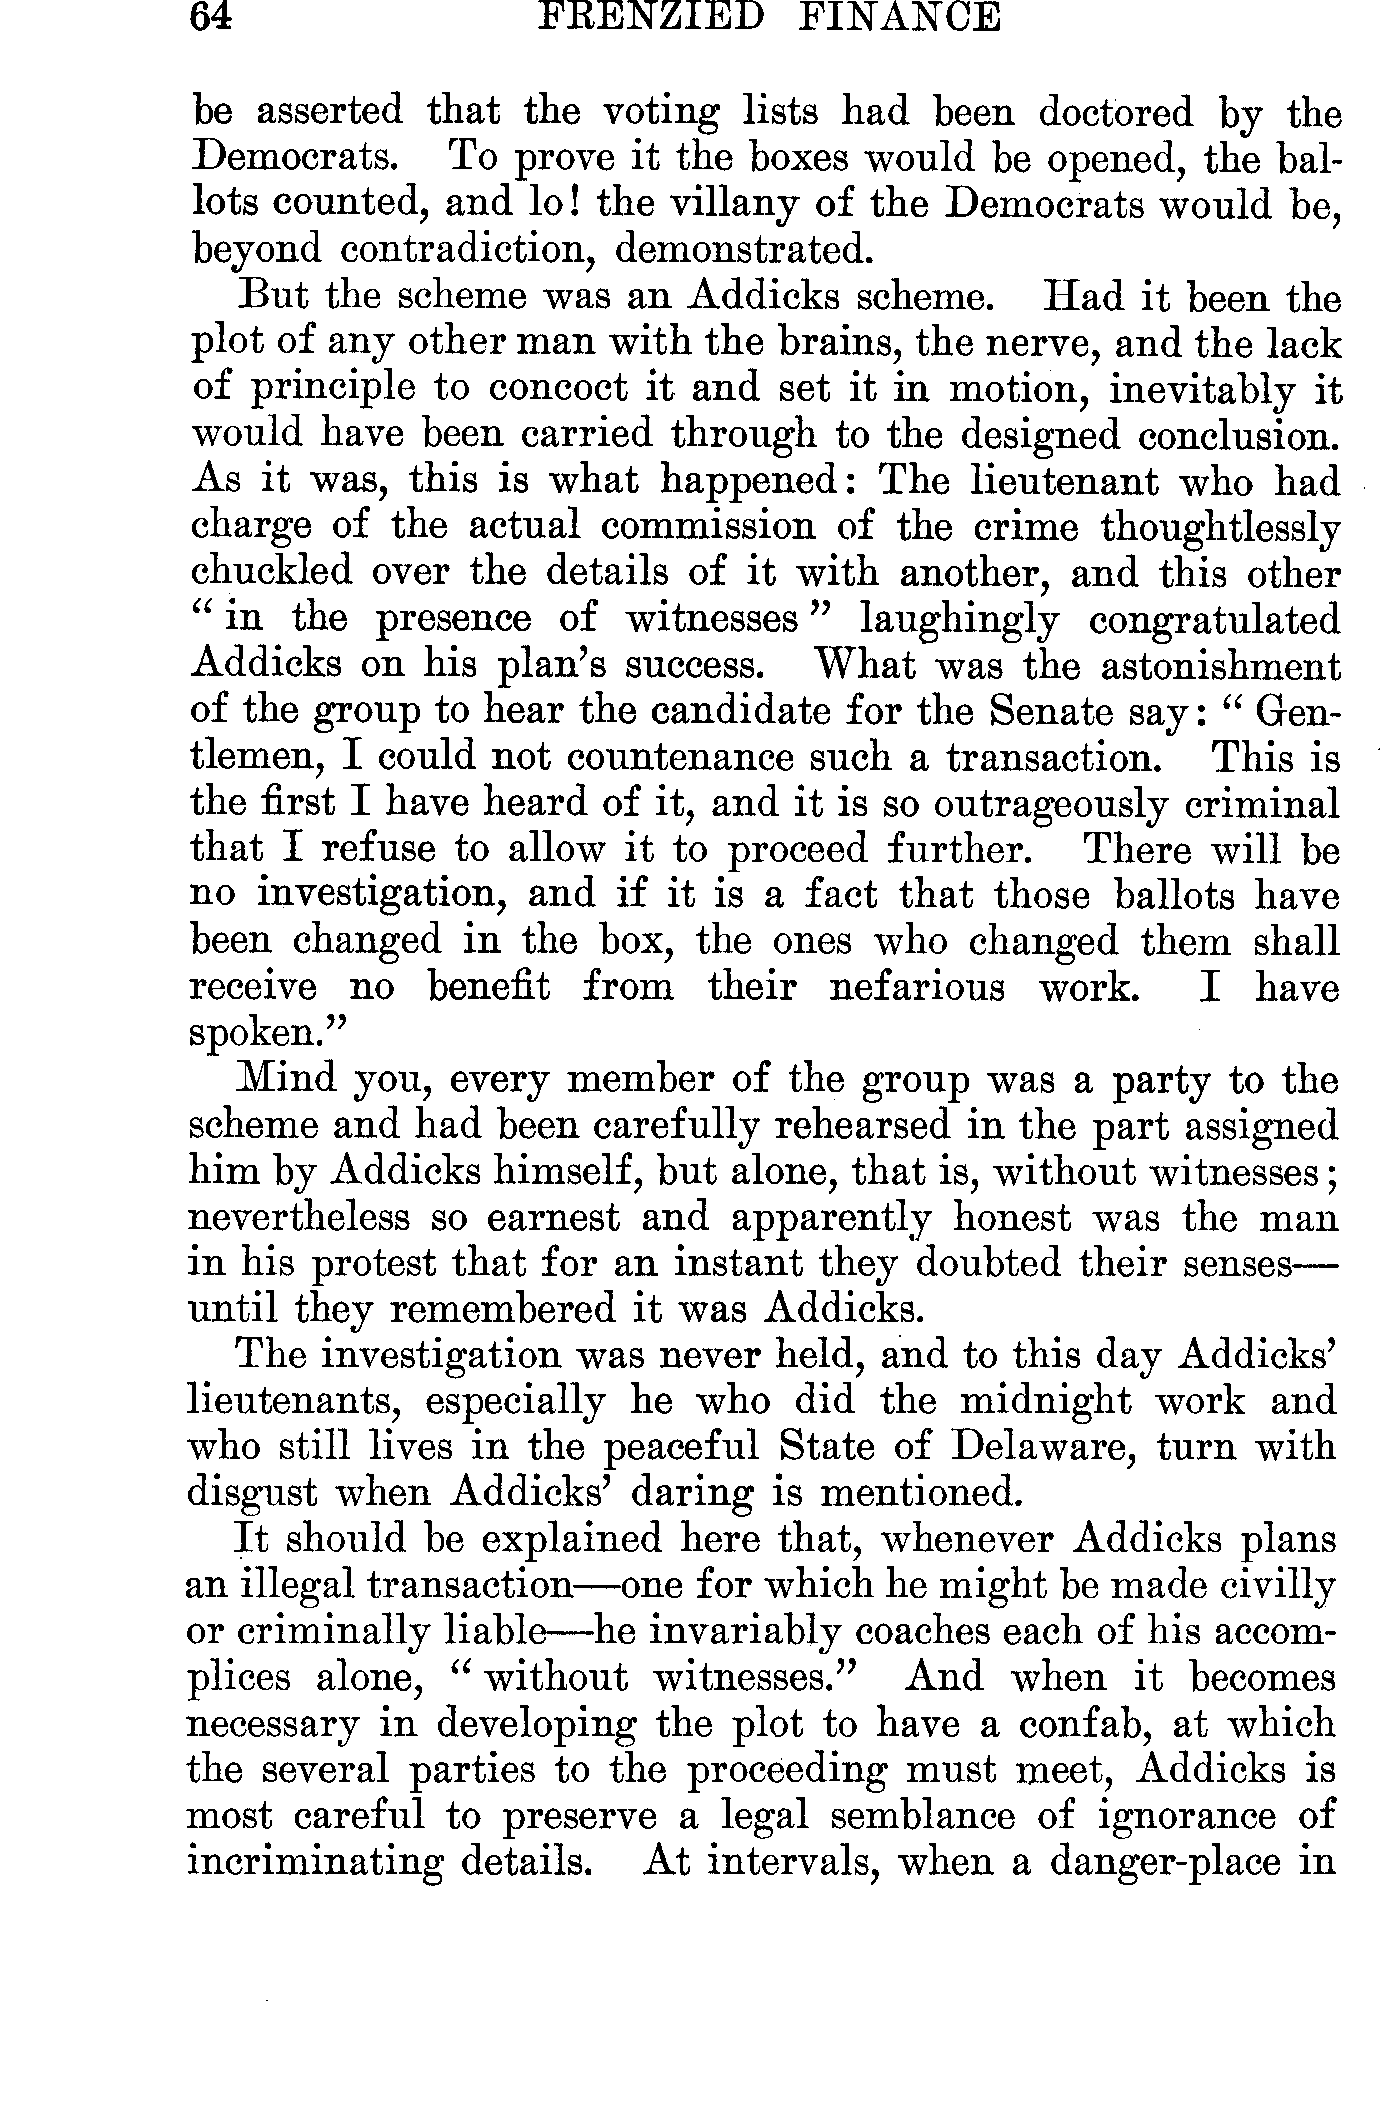 64 FRENZIED FINANCE
be asserted that the voting lists had been doctored by the
Democrats. To prove it the boxes would be opened, the bal-
lots counted, and lo! the villany of the Democrats would be,
beyond contradiction, demonstrated.
But the scheme was an Addicks scheme. Had it been the
plot of any other man with the brains, the nerve, and the lack
of principle to concoct it and set it in motion, inevitably it
would have been carried through to the designed conclusion.
As it was, this is what happened: The lieutenant who had
charge of the actual commission of the crime thoughtlessly
chuckled over the details of it with another, and this other
“ in the presence of witnesses ” laughingly congratulated
Addicks on his plan’s success. What was the astonishment
of the group to hear the candidate for the Senate say: “ Gen-
tlemen, I could not countenance such a transaction. This is
the first I have heard of it, and it is so outrageously criminal
that I refuse to allow it to proceed further. There will be
no investigation, and if it is a fact that those ballots have
been changed in the box, the ones who changed them shall
receive no benefit from their nefarious work. I have
spoken.”
Mind you, every member of the group was a party to the
scheme and had been carefully rehearsed in the part assigned
him by Addicks himself, but alone, that is, without witnesses;
nevertheless so earnest and apparently honest was the man
in his protest that for an instant they doubted their senses—
until they remembered it was Addicks.
The investigation was never held, and to this day Addicks’
lieutenants, especially he who did the midnight work and
who still lives in the peaceful State of Delaware, turn with
disgust when Addicks’ daring is mentioned.
It should be explained here that, whenever Addicks plans
an illegal transaction—one for which he might be made civilly
or criminally liable—he invariably coaches each of his accom-
plices alone, “ without witnesses.” And when it becomes
necessary in developing the plot to have a confab, at which
the several parties to the proceeding must meet, Addicks is
most careful to preserve a legal semblance of ignorance of
incriminating details. At intervals, when a danger-place in